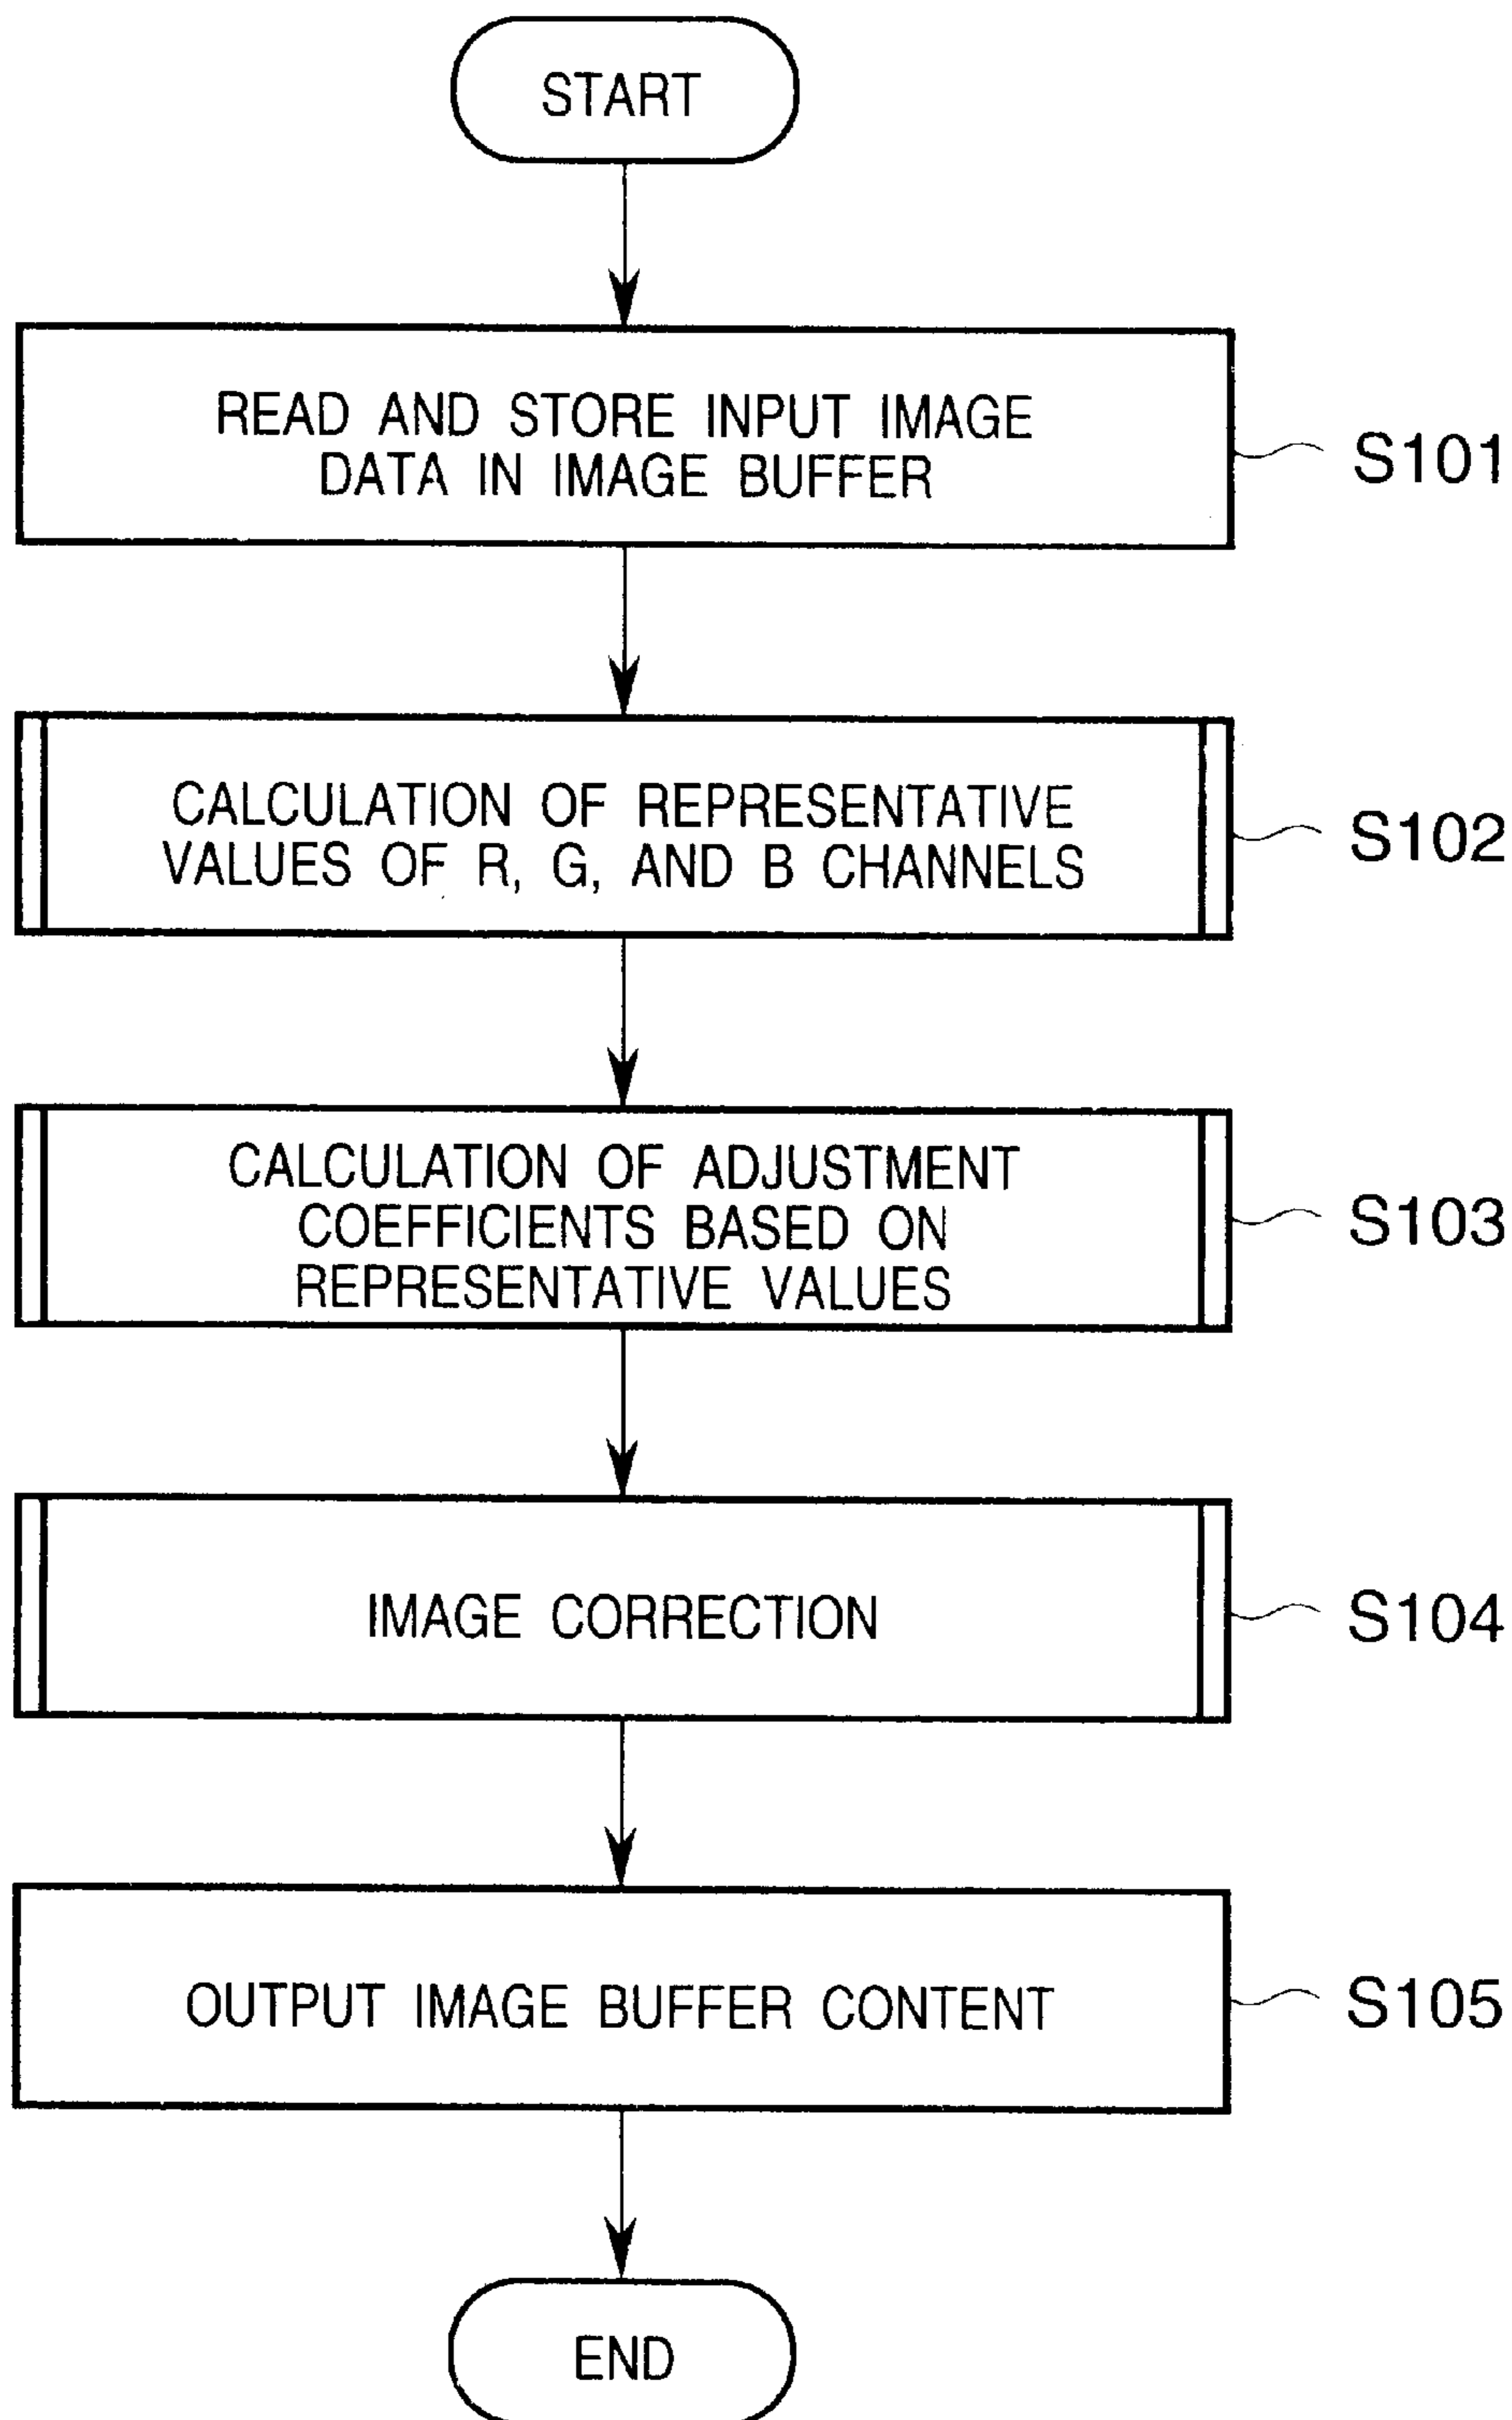 START
READ AND STORE INPUT IMAGE
DATA IN IMAGE BUFFER
S101
CALCULATION OF REPRESENTATIVE
VALUES OF R, G, AND B CHANNELS
S102
CALCULATION OF ADJUSTMENT
COEFFICIENTS BASED ON
REPRESENTATIVE VALUES
S103
IMAGE CORRECTION
S104
OUTPUT IMAGE BUFFER CONTENT
S105
END